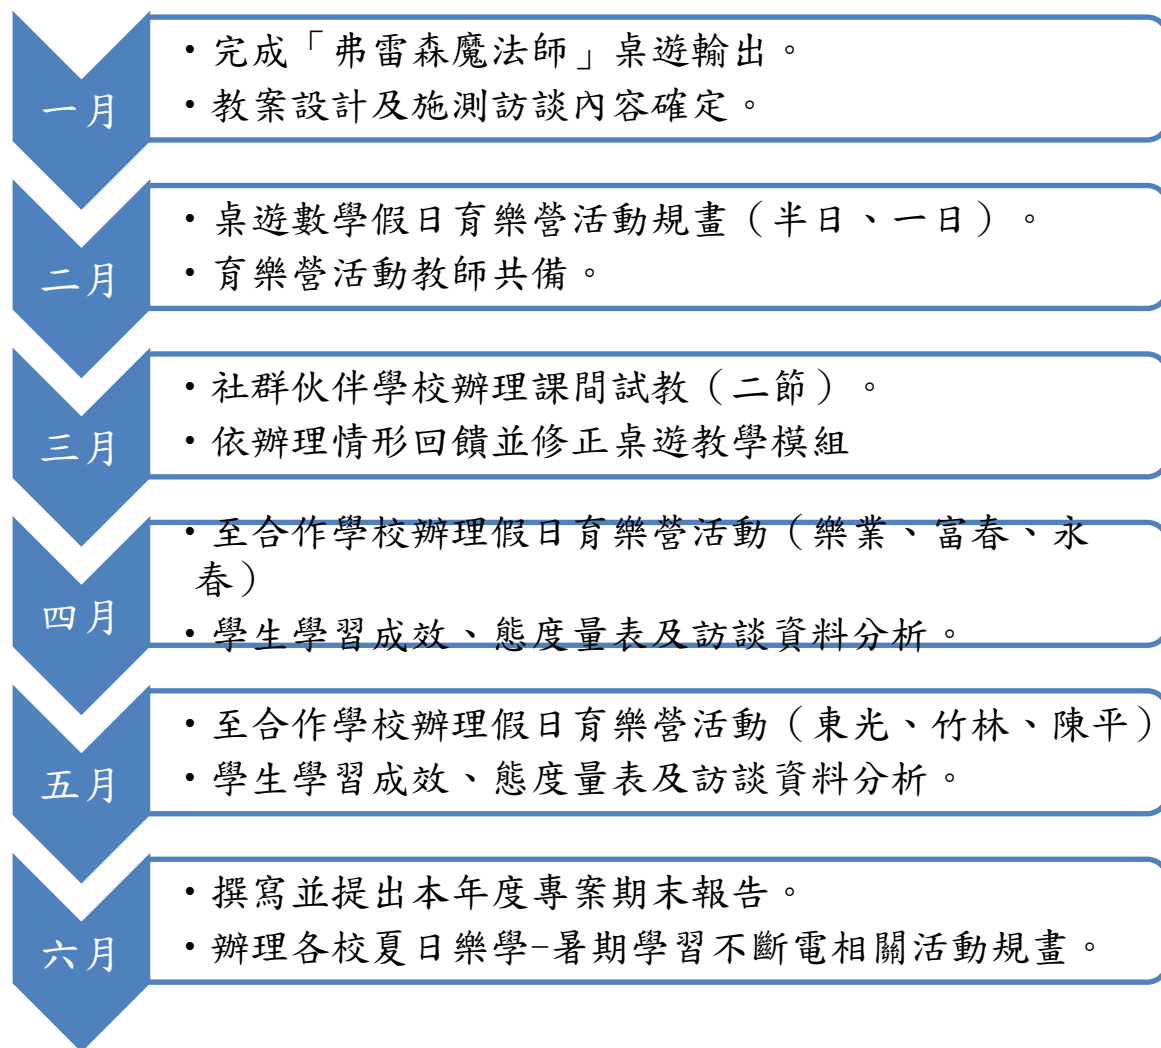 一月
•完成「弗雷森魔法師」桌遊輸出。
•教案設計及施測訪談內容確定。
二月
•桌遊數學假日育樂營活動規畫（半日、一日）。
•育樂營活動教師共備。
三月
•社群伙伴學校辦理課間試教（二節）。
•依辦理情形回饋並修正桌遊教學模組
四月
•至合作學校辦理假日育樂營活動（樂業、富春、永
春）
•學生學習成效、態度量表及訪談資料分析。
五月
•至合作學校辦理假日育樂營活動（東光、竹林、陳平）
•學生學習成效、態度量表及訪談資料分析。
六月
•撰寫並提出本年度專案期末報告。
•辦理各校夏日樂學-暑期學習不斷電相關活動規畫。